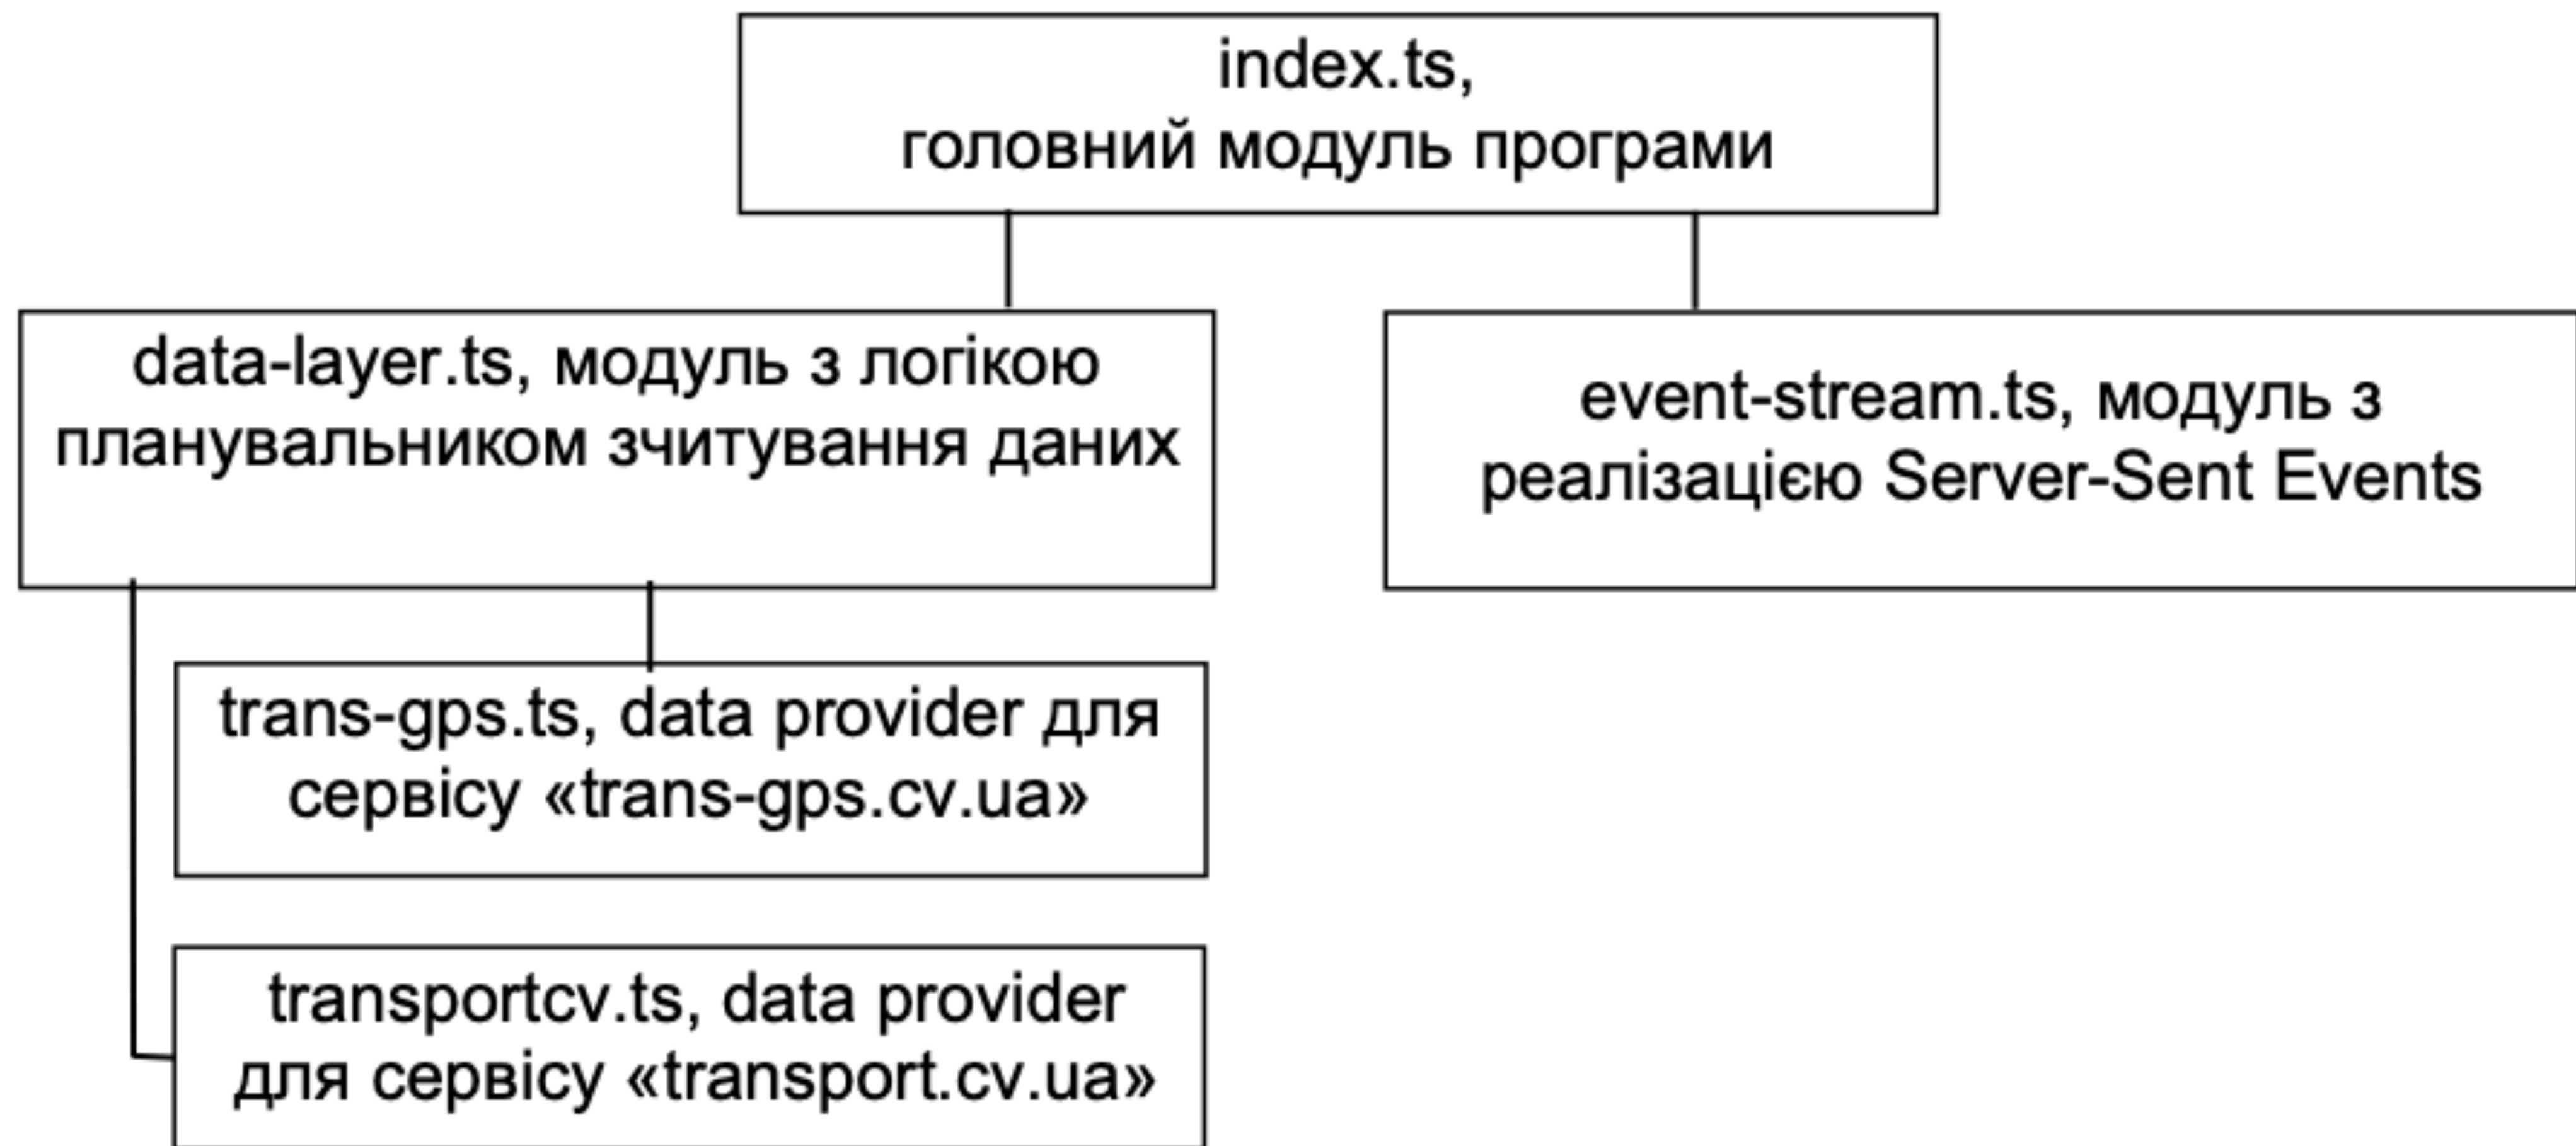 index.ts,
головний модуль програми
data-layer.ts, модуль з логікою
планувальником зчитування даних
event-stream.ts, модуль з
реалізацією Server-Sent Events
trans-gps.ts, data provider для
сервісу «trans-gps.cv.ua»
transportcv.ts, data provider
для сервісу «transport.cv.ua»